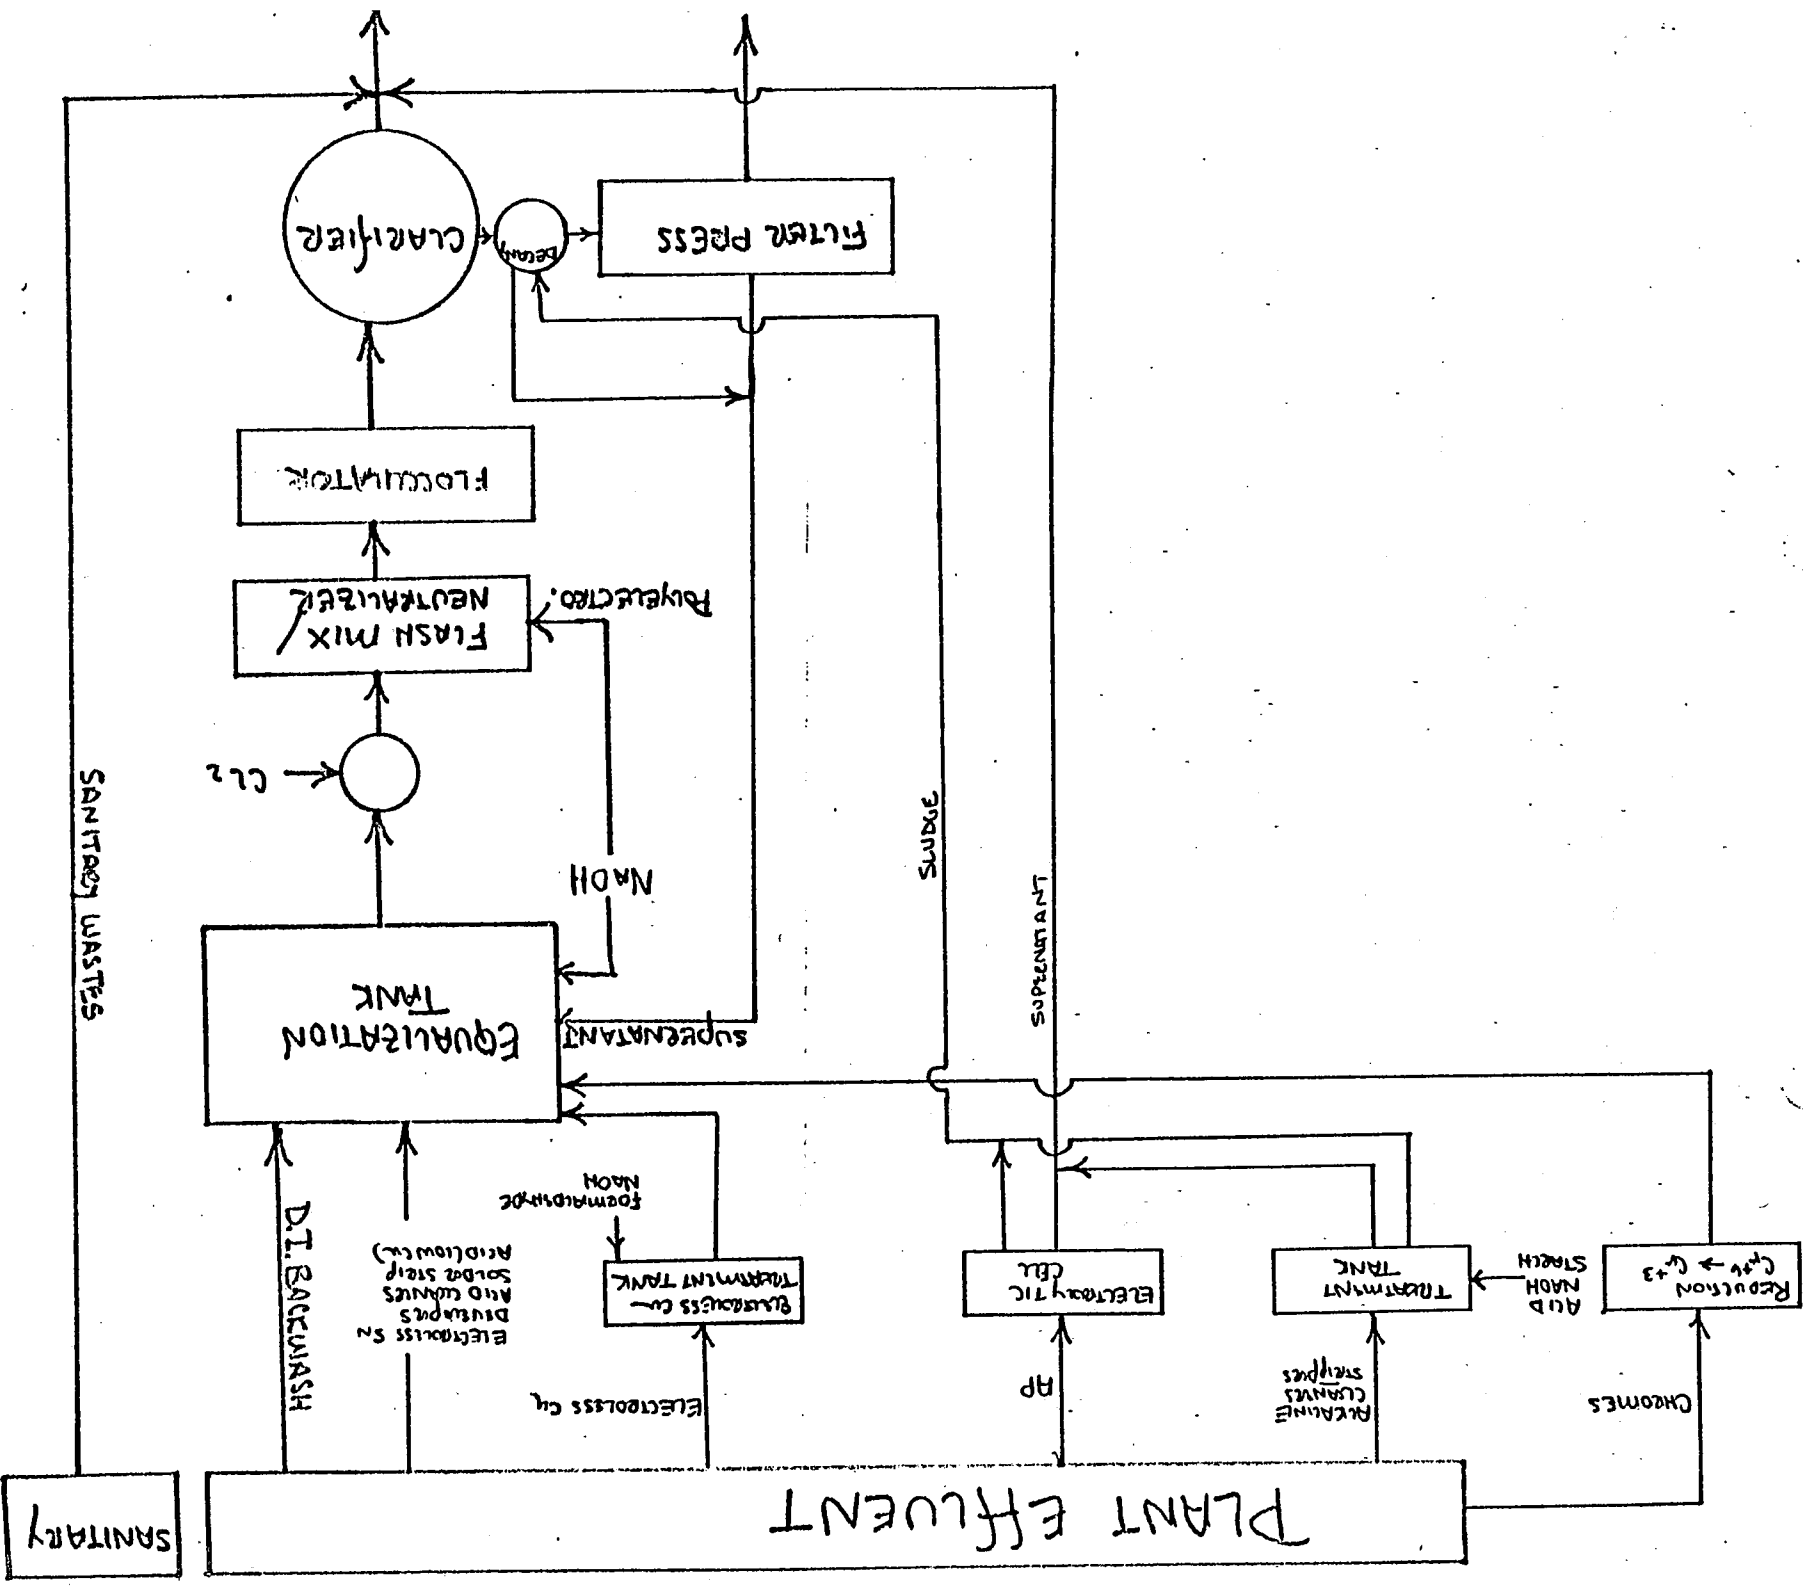 PLANT EFFLUENT
SANITARY
CHROMES
ALKALINE
CLEANERS
STRIPPERS
AP
ELECTROLESS Cu
ELECTROLESS SN
DEVELOPERS
ACID CLEANERS
SOLDER STRIP
ACID (LOW Cu)
D.I. BACKWASH
REDUCTION
Cr+6 → Cr+3
ACID
NAOH
STARCH
TREATMENT
TANK
ELECTROLYTIC
CELL
ELECTROLESS Cu
TREATMENT TANK
FORMALDEHYDE
NAOH
EQUALIZATION
TANK
SUPERNATANT
SUPERNATANT
SLUDGE
SANITARY WASTES
NAOH
CL2
FLASH MIX /
NEUTRALIZER
POLYELECTRO.
FLOCCULATOR
CLARIFIER
DECANT
FILTER PRESS